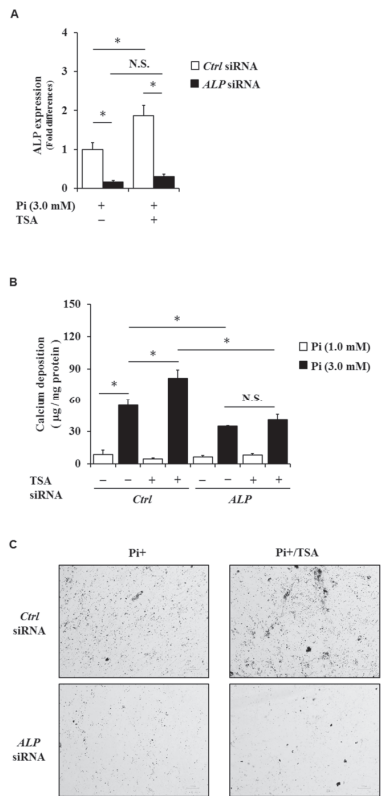 A
ALP expression
(Fold differences)
4
3
2
1
0
*
N.S.
*
*
Ctrl siRNA
ALP siRNA
Pi (3.0 mM) + +
TSA − +
B
Calcium deposition
( μg / mg protein )
150
120
90
60
30
0
*
*
*
*
N.S.
Pi (1.0 mM)
Pi (3.0 mM)
TSA − − + + − − + +
siRNA Ctrl ALP
C
Pi+ Pi+/TSA
Ctrl
siRNA
ALP
siRNA